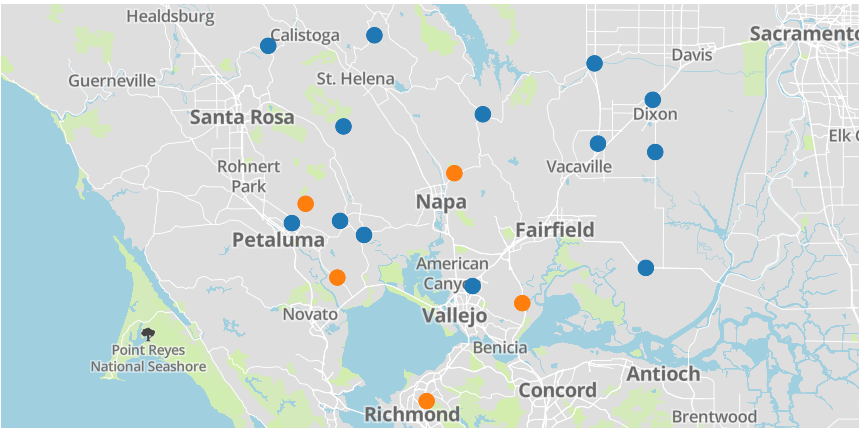 Healdsburg
Calistoga
Sacramento
Davis
Guerneville
St. Helena
Santa Rosa
Dixon
Elk
Rohnert
Park
Vacaville
Napa
Petaluma
Fairfield
American
Canyo
Novato
Vallejo
Point Reyes
National Seashore
Benicia
Antioch
Concord
Richmond
Brentwood